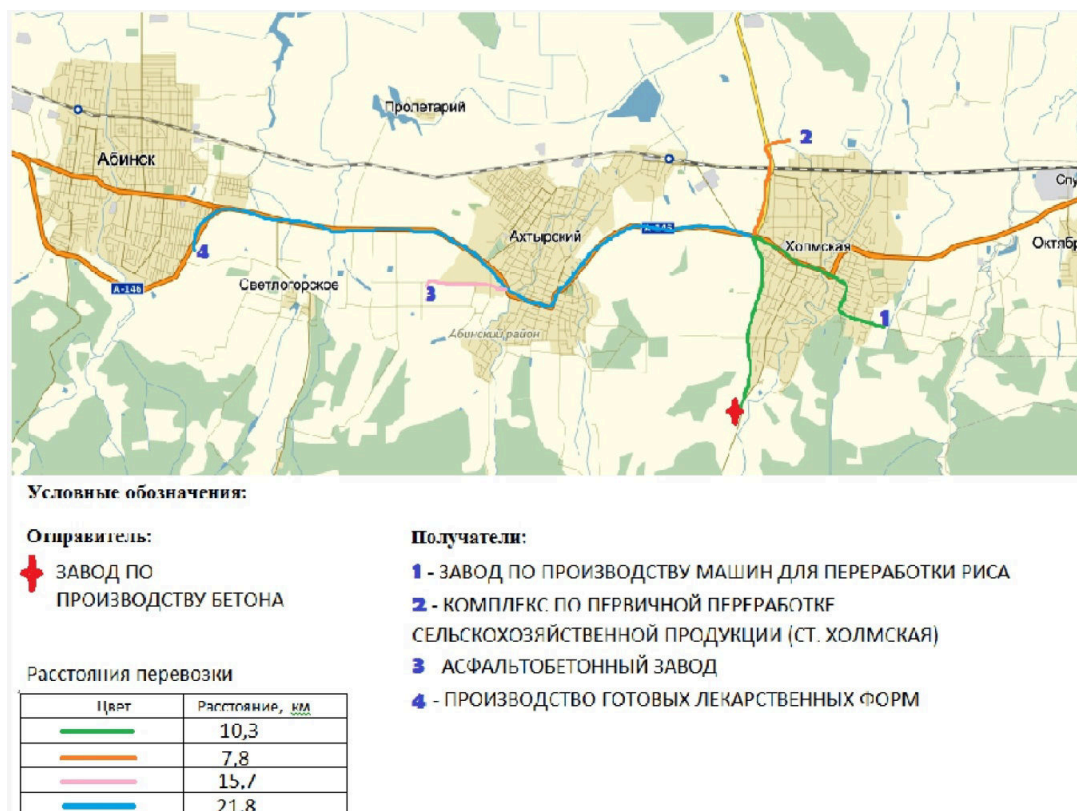 Пролетарий
Абинск
Спу
Ахтырский
А-146
Холмская
Октябр
4
2
Светлогорское
А-146
3
1
Абинский район
Условные обозначения:
Отправитель:
ЗАВОД ПО
ПРОИЗВОДСТВУ БЕТОНА
Получатели:
1 - ЗАВОД ПО ПРОИЗВОДСТВУ МАШИН ДЛЯ ПЕРЕРАБОТКИ РИСА
2 - КОМПЛЕКС ПО ПЕРВИЧНОЙ ПЕРЕРАБОТКЕ
СЕЛЬСКОХОЗЯЙСТВЕННОЙ ПРОДУКЦИИ (СТ. ХОЛМСКАЯ)
3 АСФАЛЬТОБЕТОННЫЙ ЗАВОД
4 - ПРОИЗВОДСТВО ГОТОВЫХ ЛЕКАРСТВЕННЫХ ФОРМ
Расстояния перевозки
Цвет Расстояние, км
10,3
7,8
15,7
21,8